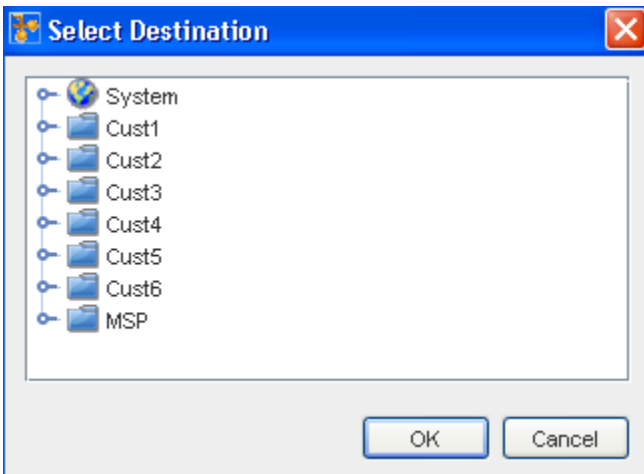 Select Destination
System
Cust1
Cust2
Cust3
Cust4
Cust5
Cust6
MSP
OK
Cancel